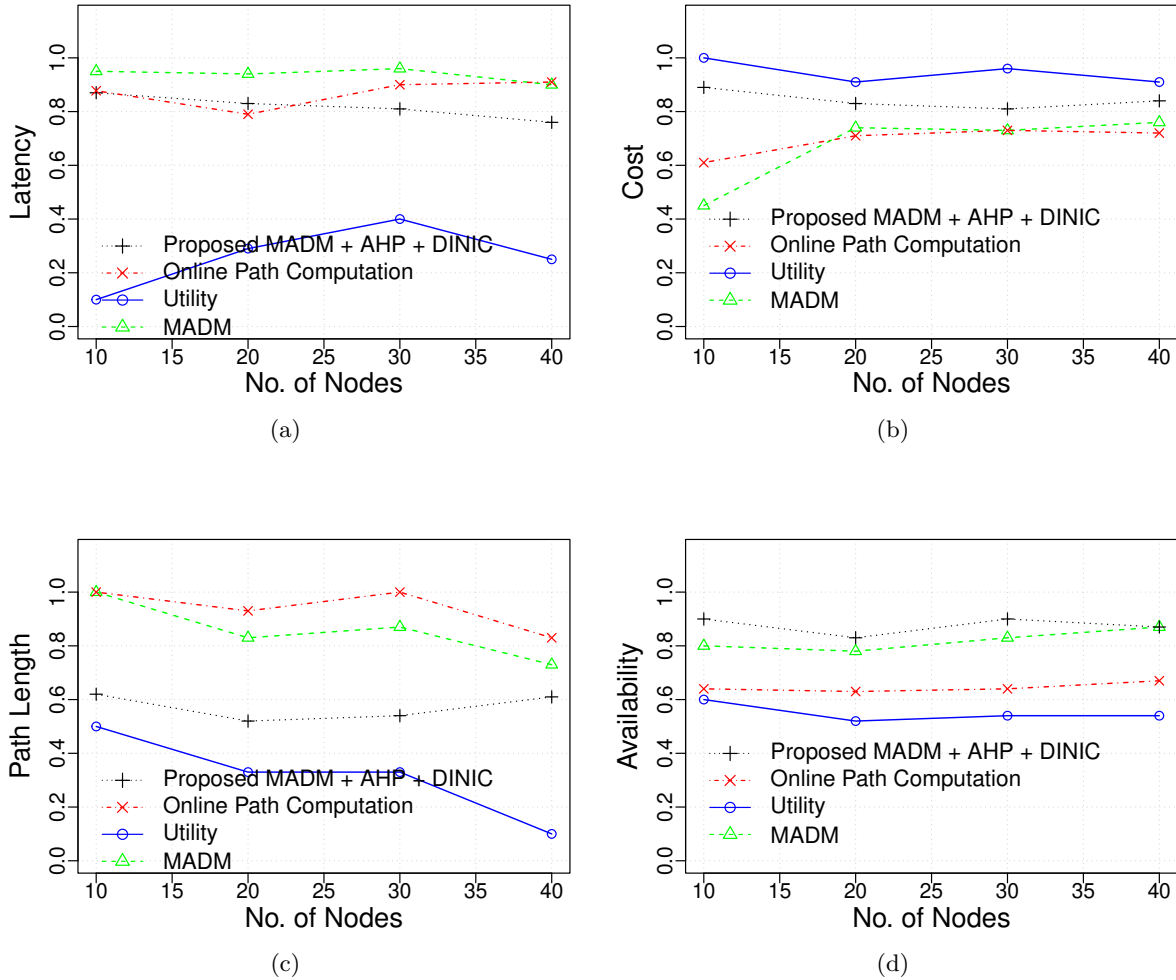 Latency
0.0 0.2 0.4 0.6 0.8 1.0
Proposed MADM + AHP + DINIC
Online Path Computation
Utility
MADM
10 15 20 25 30 35 40
No. of Nodes
(a)
Cost
0.0 0.2 0.4 0.6 0.8 1.0
Proposed MADM + AHP + DINIC
Online Path Computation
Utility
MADM
10 15 20 25 30 35 40
No. of Nodes
(b)
Path Length
0.0 0.2 0.4 0.6 0.8 1.0
Proposed MADM + AHP + DINIC
Online Path Computation
Utility
MADM
10 15 20 25 30 35 40
No. of Nodes
(c)
Availability
0.0 0.2 0.4 0.6 0.8 1.0
Proposed MADM + AHP + DINIC
Online Path Computation
Utility
MADM
10 15 20 25 30 35 40
No. of Nodes
(d)